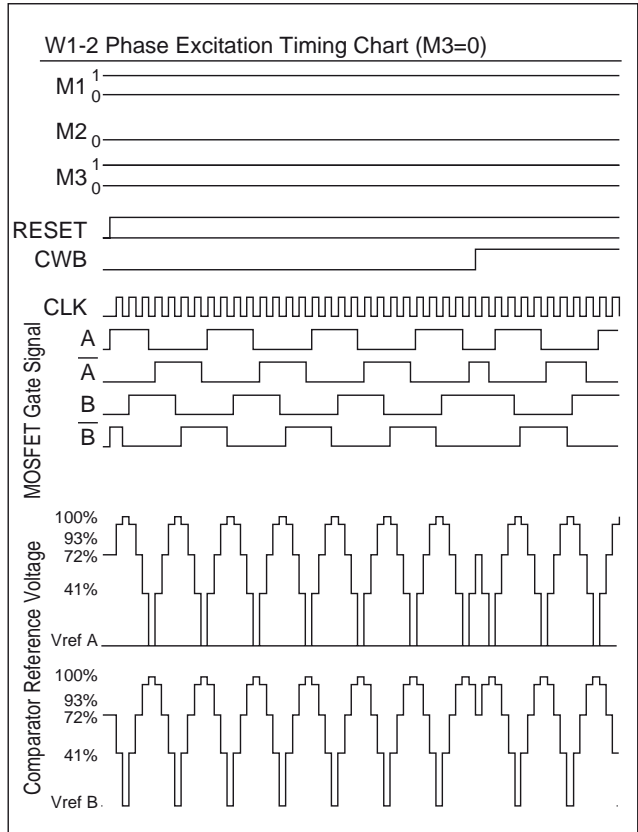 W1-2 Phase Excitation Timing Chart (M3=0)
M1 1
0
M2 0
M3 1
0
RESET
CWB
CLK
MOSFET Gate Signal
A
A
B
B
Comparator Reference Voltage
100%
93%
72%
41%
Vref A
100%
93%
72%
41%
Vref B